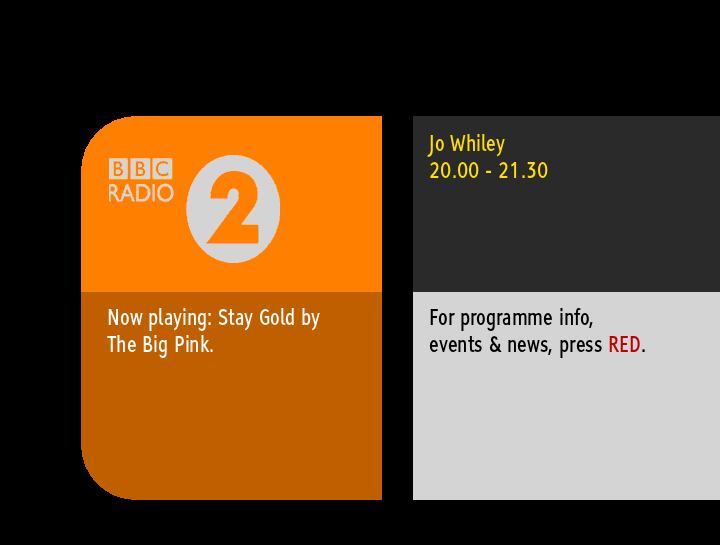 BBC
RADIO
2
Now playing: Stay Gold by
The Big Pink.
Jo Whiley
20.00 - 21.30
For programme info,
events & news, press RED.